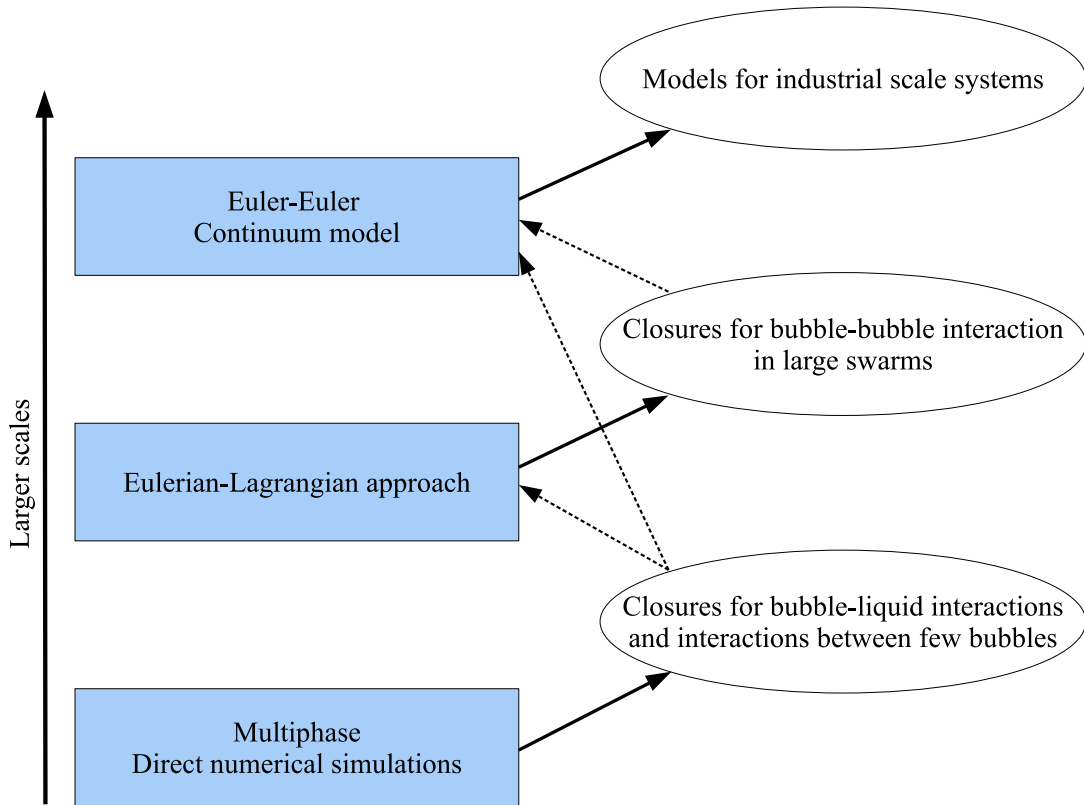 Models for industrial scale systems
Euler-Euler
Continuum model
Closures for bubble-bubble interaction
in large swarms
Eulerian-Lagrangian approach
Closures for bubble-liquid interactions
and interactions between few bubbles
Multiphase
Direct numerical simulations
Larger scales